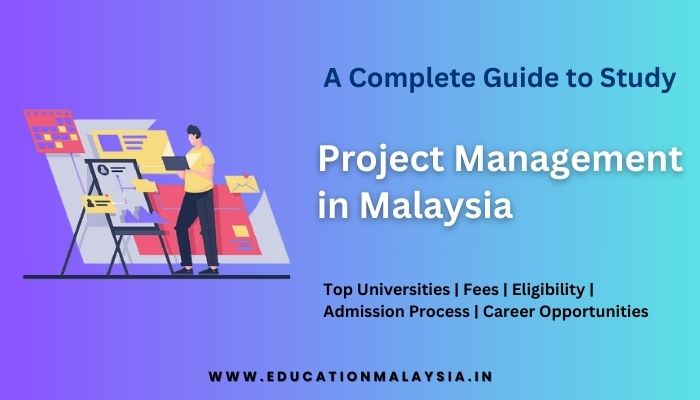 A Complete Guide to Study
Project Management
in Malaysia
Top Universities | Fees | Eligibility |
Admission Process | Career Opportunities
WWW.EDUCATIONMALAYSIA.IN